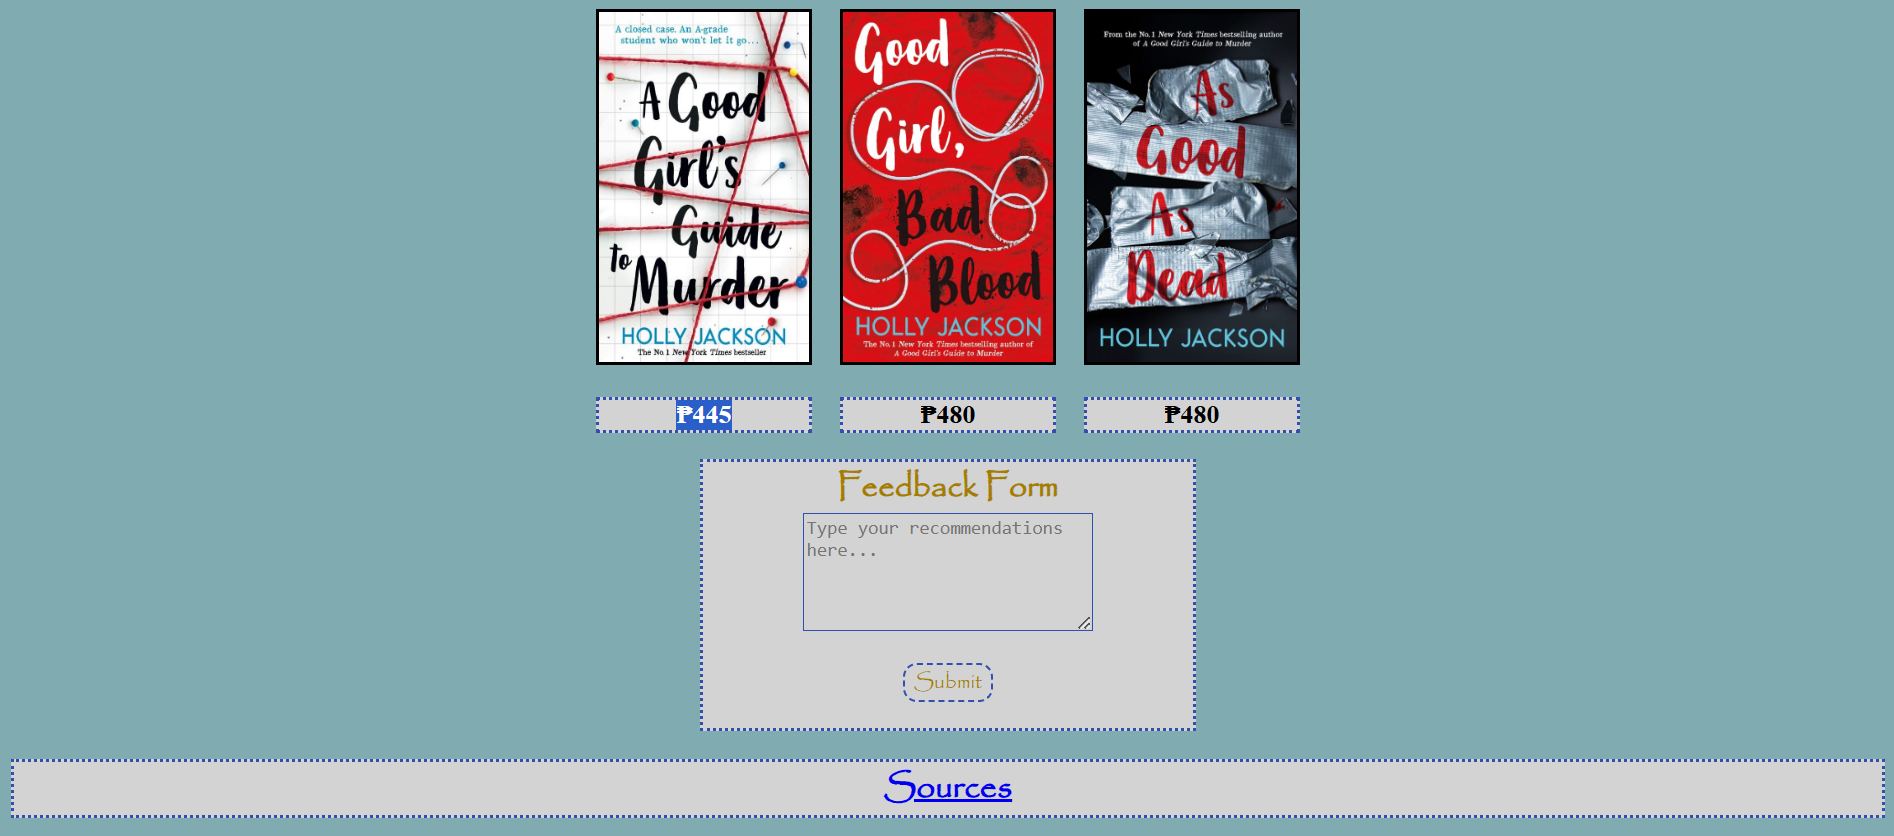 A closed case. An A-grade
student who won't let it go...
A Good
Girl's
Guide
to
Murder
HOLLY JACKSON
The No.1 New York Times bestseller
Good
Girl,
Bad
Blood
HOLLY JACKSON
The No.1 New York Times bestselling author of
A Good Girl's Guide to Murder
From the No.1 New York Times bestselling author
of A Good Girl's Guide to Murder
As
Good
As
Dead
HOLLY JACKSON
₱445
₱480
₱480
Feedback Form
Type your recommendations
here...
Submit
Sources